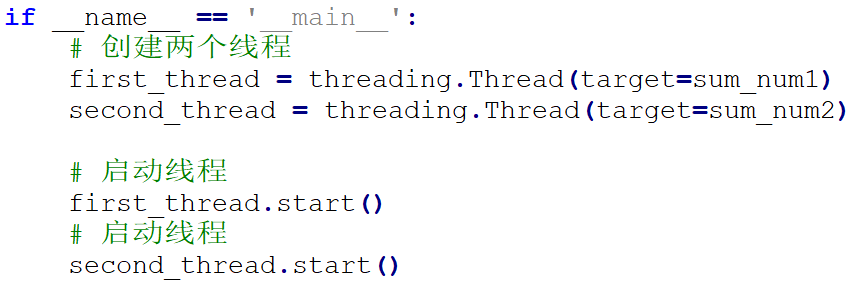 if __name__ == '__main__':
    # 创建两个线程
    first_thread = threading.Thread(target=sum_num1)
    second_thread = threading.Thread(target=sum_num2)

    # 启动线程
    first_thread.start()
    # 启动线程
    second_thread.start()